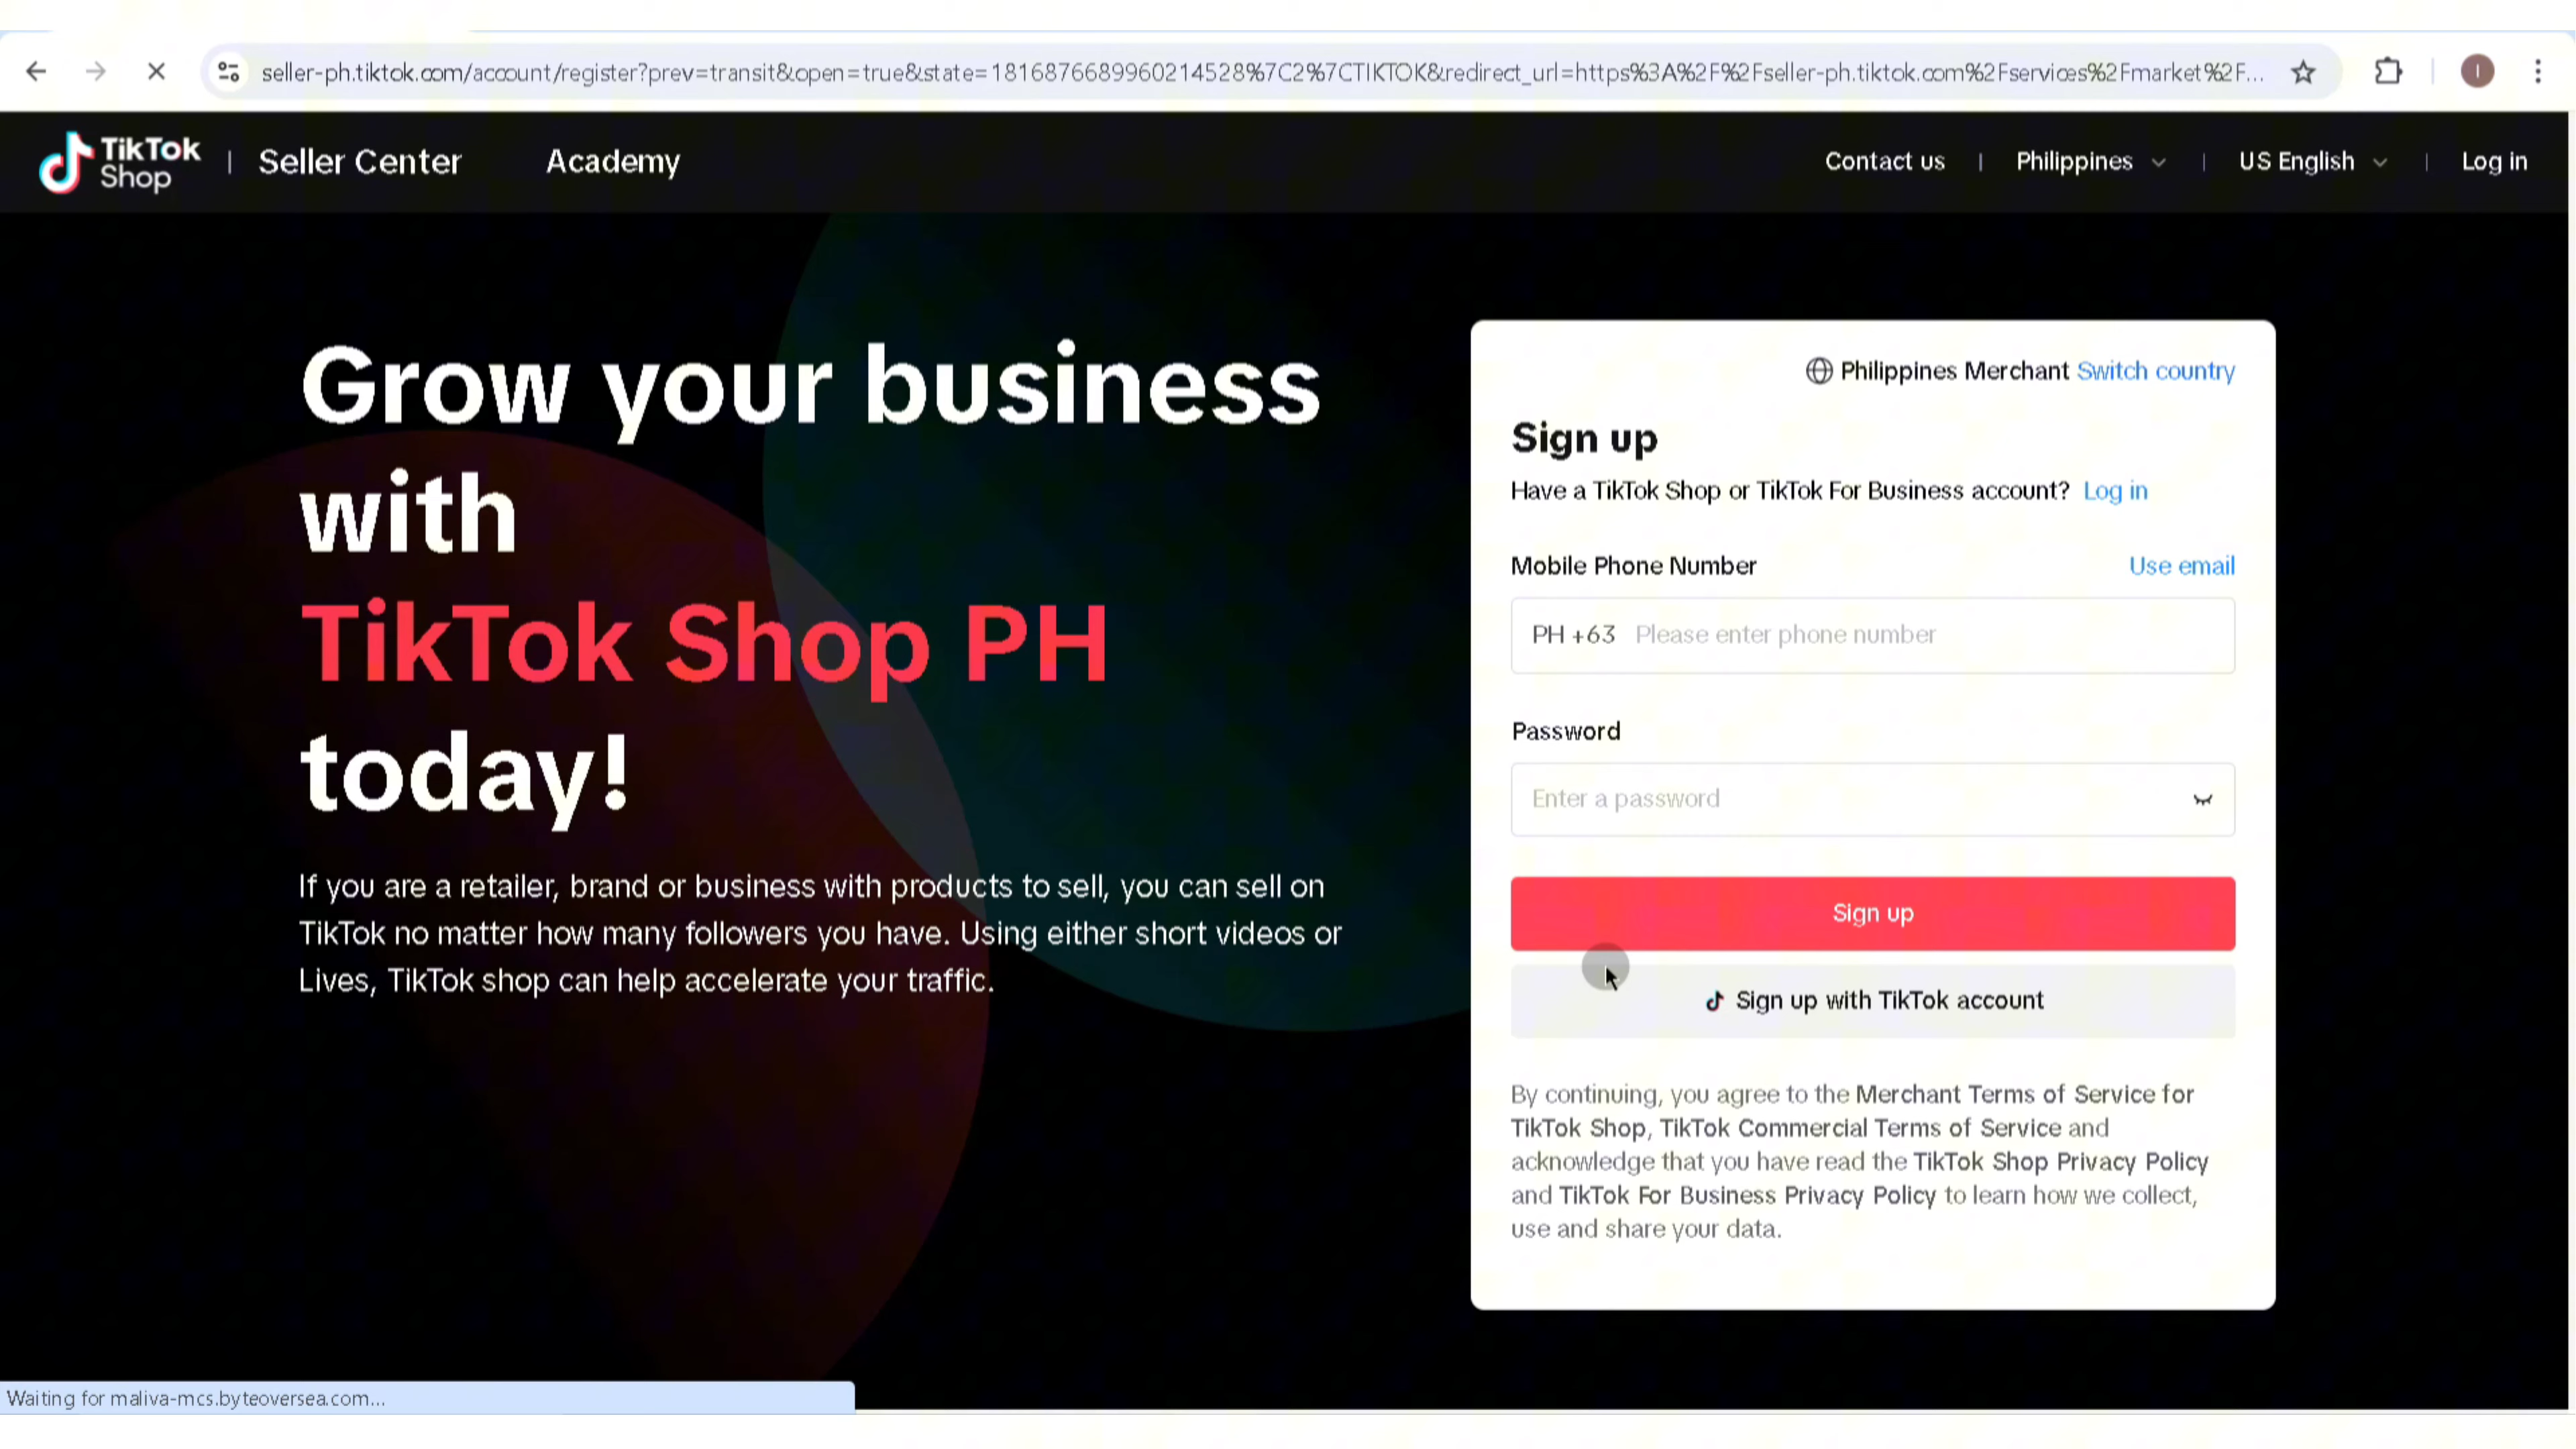 seller-ph.tiktok.com/account/register?prev=transit&open=true&state=1816876689960214528%7C2%7CTIKTOK&redirect_url=https%3A%2F%2Fseller-ph.tiktok.com%2Fservices%2Fmarket%2F...
I
TikTok Shop | Seller Center Academy Contact us | Philippines | US English | Log in
Grow your business
with
TikTok Shop PH
today!
If you are a retailer, brand or business with products to sell, you can sell on
TikTok no matter how many followers you have. Using either short videos or
Lives, TikTok shop can help accelerate your traffic.
Philippines Merchant Switch country
Sign up
Have a TikTok Shop or TikTok For Business account? Log in
Mobile Phone Number Use email
PH +63 Please enter phone number
Password
Enter a password
Sign up
Sign up with TikTok account
By continuing, you agree to the Merchant Terms of Service for
TikTok Shop, TikTok Commercial Terms of Service and
acknowledge that you have read the TikTok Shop Privacy Policy
and TikTok For Business Privacy Policy to learn how we collect,
use and share your data.
Waiting for maliva-mcs.byteoversea.com...